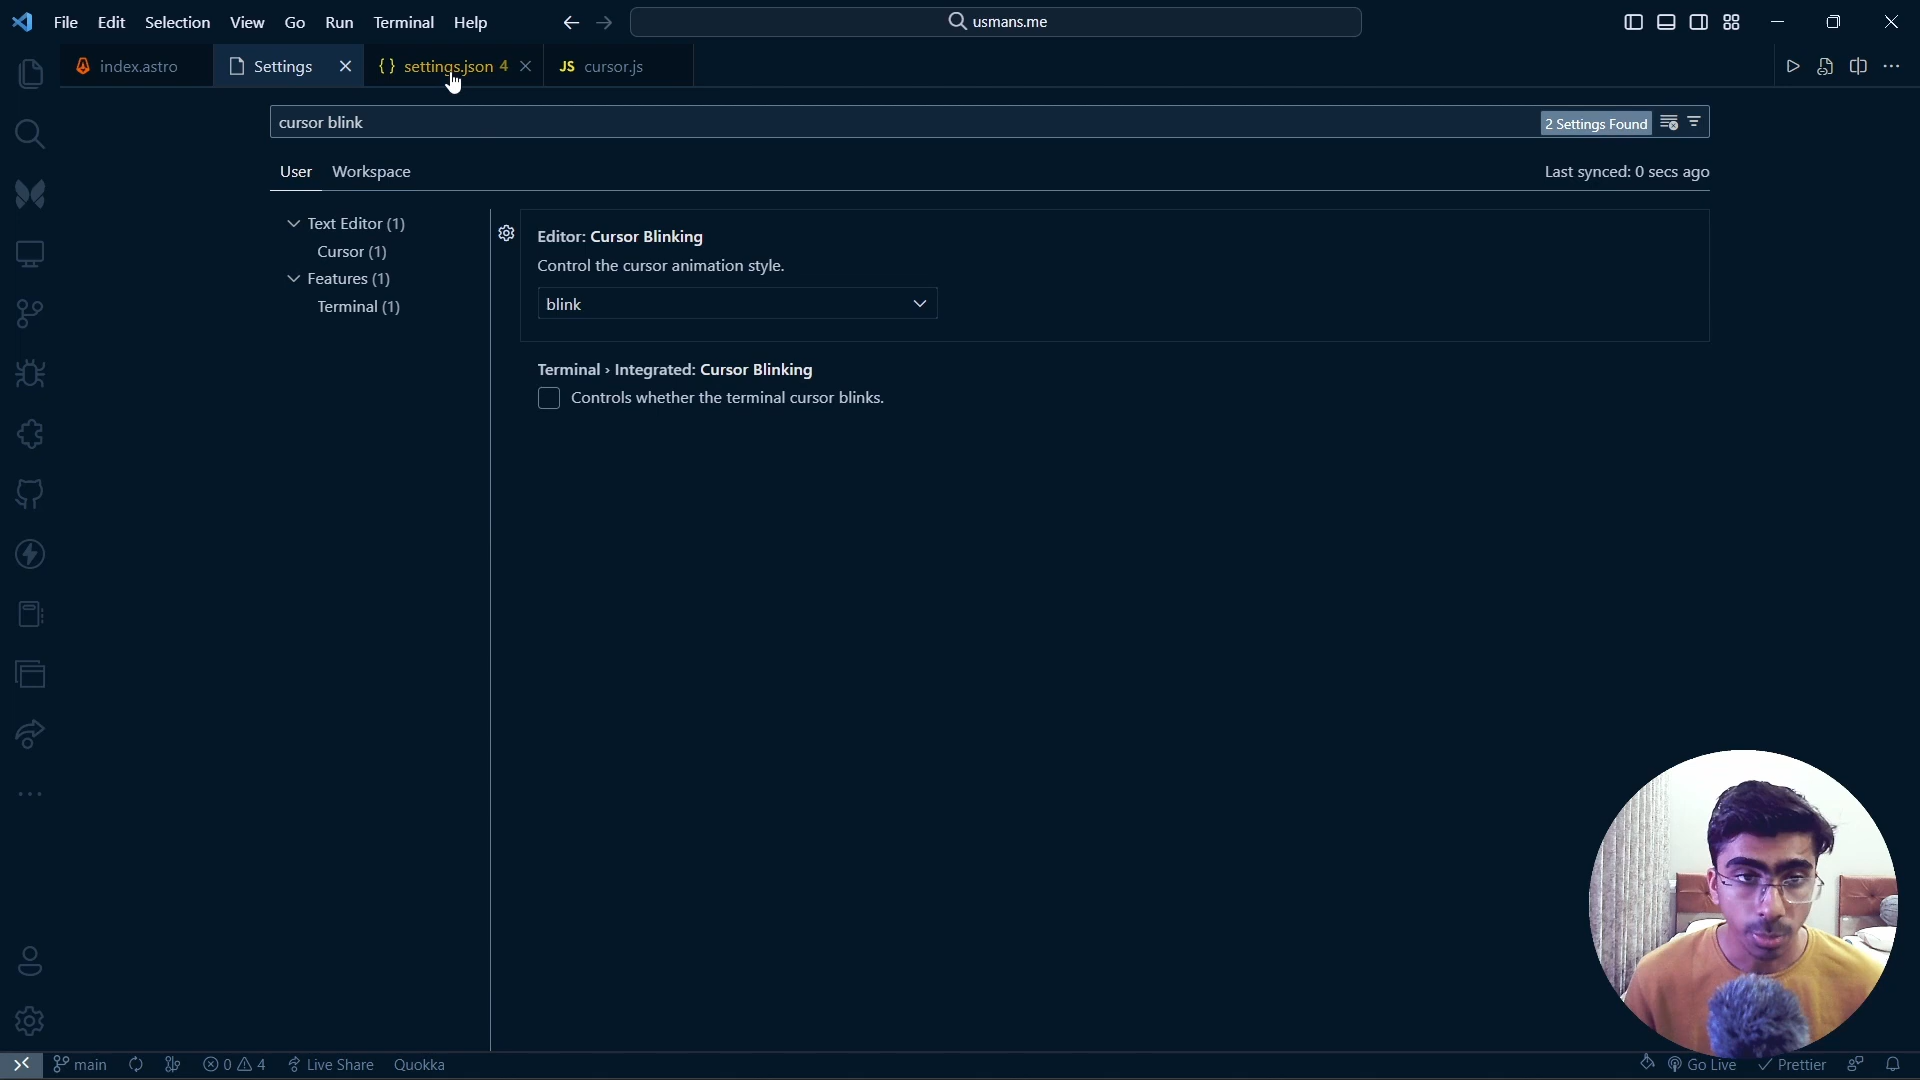 File Edit Selection View Go Run Terminal Help
usmans.me
index.astro
Settings
{} settings.json 4
JS cursor.js
cursor blink
2 Settings Found
User Workspace
Last synced: 0 secs ago
Text Editor (1)
Cursor (1)
Features (1)
Terminal (1)
Editor: Cursor Blinking
Control the cursor animation style.
blink
Terminal › Integrated: Cursor Blinking
Controls whether the terminal cursor blinks.
main 0 4 Live Share Quokka
Go Live Prettier